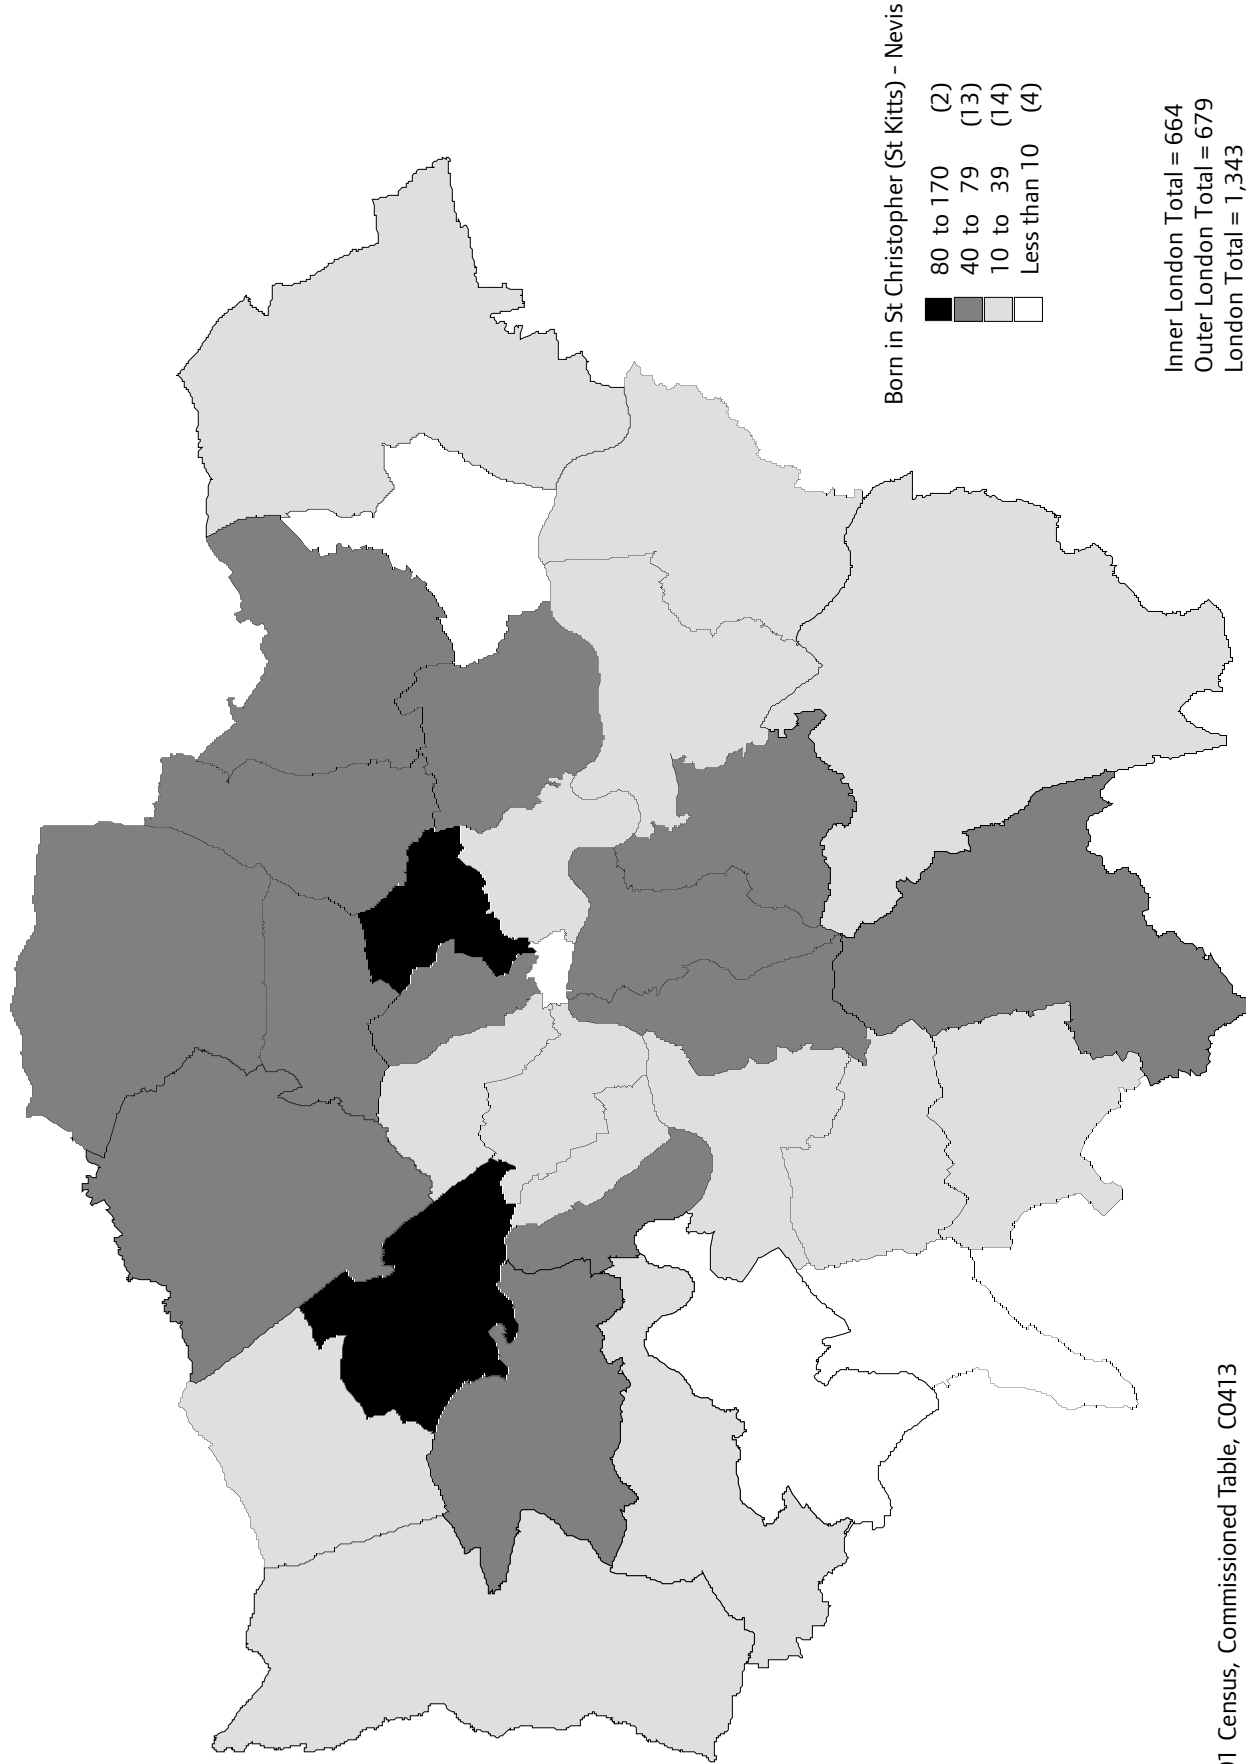 Born in St Christopher (St Kitts) - Nevis
80 to 170 (2)
40 to 79 (13)
10 to 39 (14)
Less than 10 (4)
Inner London Total = 664
Outer London Total = 679
London Total = 1,343
Census, Commissioned Table, C0413